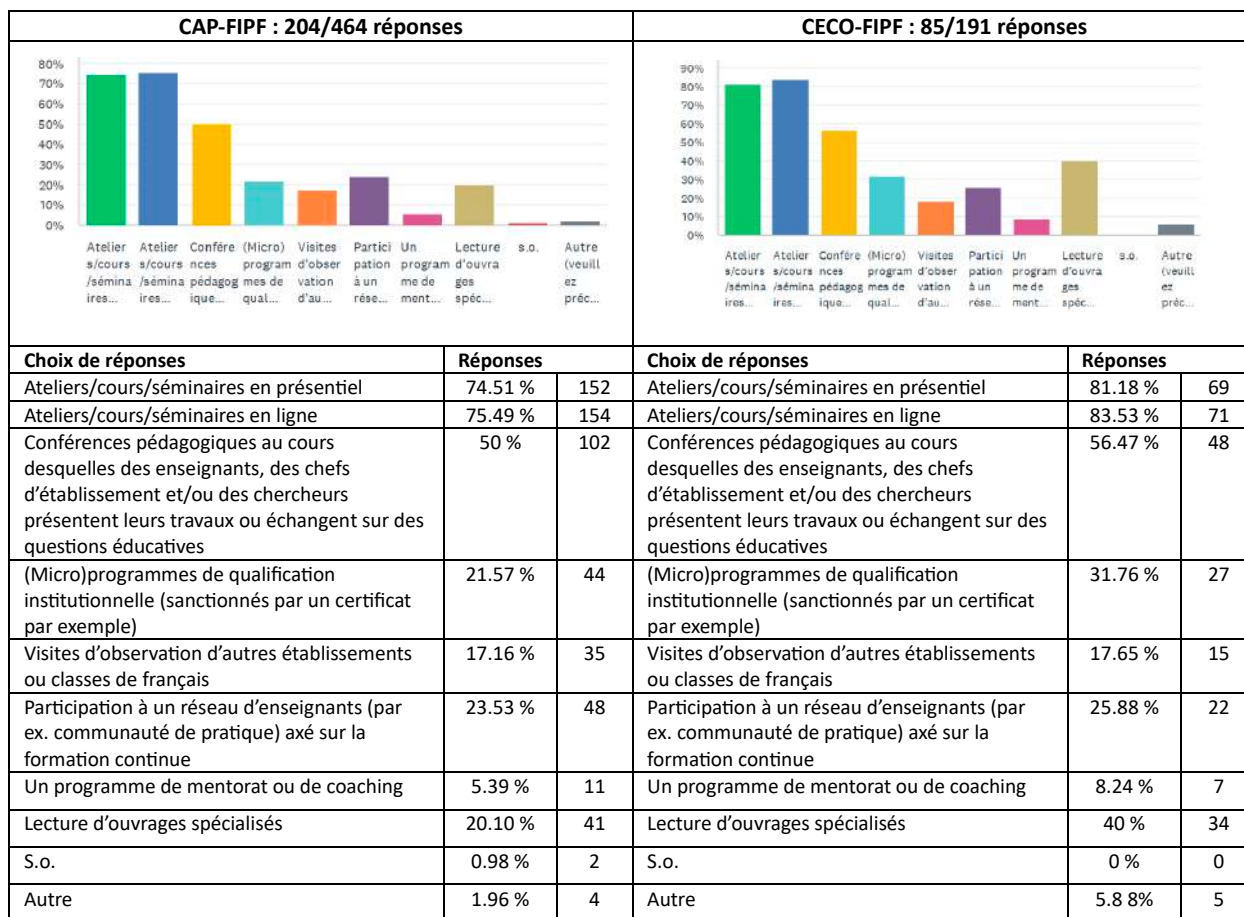 CAP-FIPF : 204/464 réponses
80%
70%
60%
50%
40%
30%
20%
10%
0%
Atelier Atelier Confére (Micro) Visites Partici Un Lecture s.o. Autre
s/cours s/cours nces program d'obser pation program d'ouvra (veuill
/sémina /sémina pédagog mes de vation à un me de ges ez
ires... ires... ique... qual... d'au... rése... ment... spéc... préc...
CECO-FIPF : 85/191 réponses
90%
80%
70%
60%
50%
40%
30%
20%
10%
0%
Atelier Atelier Confére (Micro) Visites Partici Un Lecture s.o. Autre
s/cours s/cours nces program d'obser pation program d'ouvra (veuill
/sémina /sémina pédagog mes de vation à un me de ges ez
ires... ires... ique... qual... d'au... rése... ment... spéc... préc...
Choix de réponses Réponses
Ateliers/cours/séminaires en présentiel 74.51 % 152
Ateliers/cours/séminaires en ligne 75.49 % 154
Conférences pédagogiques au cours 50 % 102
desquelles des enseignants, des chefs
d’établissement et/ou des chercheurs
présentent leurs travaux ou échangent sur des
questions éducatives
(Micro)programmes de qualification 21.57 % 44
institutionnelle (sanctionnés par un certificat
par exemple)
Visites d’observation d’autres établissements 17.16 % 35
ou classes de français
Participation à un réseau d’enseignants (par 23.53 % 48
ex. communauté de pratique) axé sur la
formation continue
Un programme de mentorat ou de coaching 5.39 % 11
Lecture d’ouvrages spécialisés 20.10 % 41
S.o. 0.98 % 2
Autre 1.96 % 4
Choix de réponses Réponses
Ateliers/cours/séminaires en présentiel 81.18 % 69
Ateliers/cours/séminaires en ligne 83.53 % 71
Conférences pédagogiques au cours 56.47 % 48
desquelles des enseignants, des chefs
d’établissement et/ou des chercheurs
présentent leurs travaux ou échangent sur des
questions éducatives
(Micro)programmes de qualification 31.76 % 27
institutionnelle (sanctionnés par un certificat
par exemple)
Visites d’observation d’autres établissements 17.65 % 15
ou classes de français
Participation à un réseau d’enseignants (par 25.88 % 22
ex. communauté de pratique) axé sur la
formation continue
Un programme de mentorat ou de coaching 8.24 % 7
Lecture d’ouvrages spécialisés 40 % 34
S.o. 0 % 0
Autre 5.8 8% 5